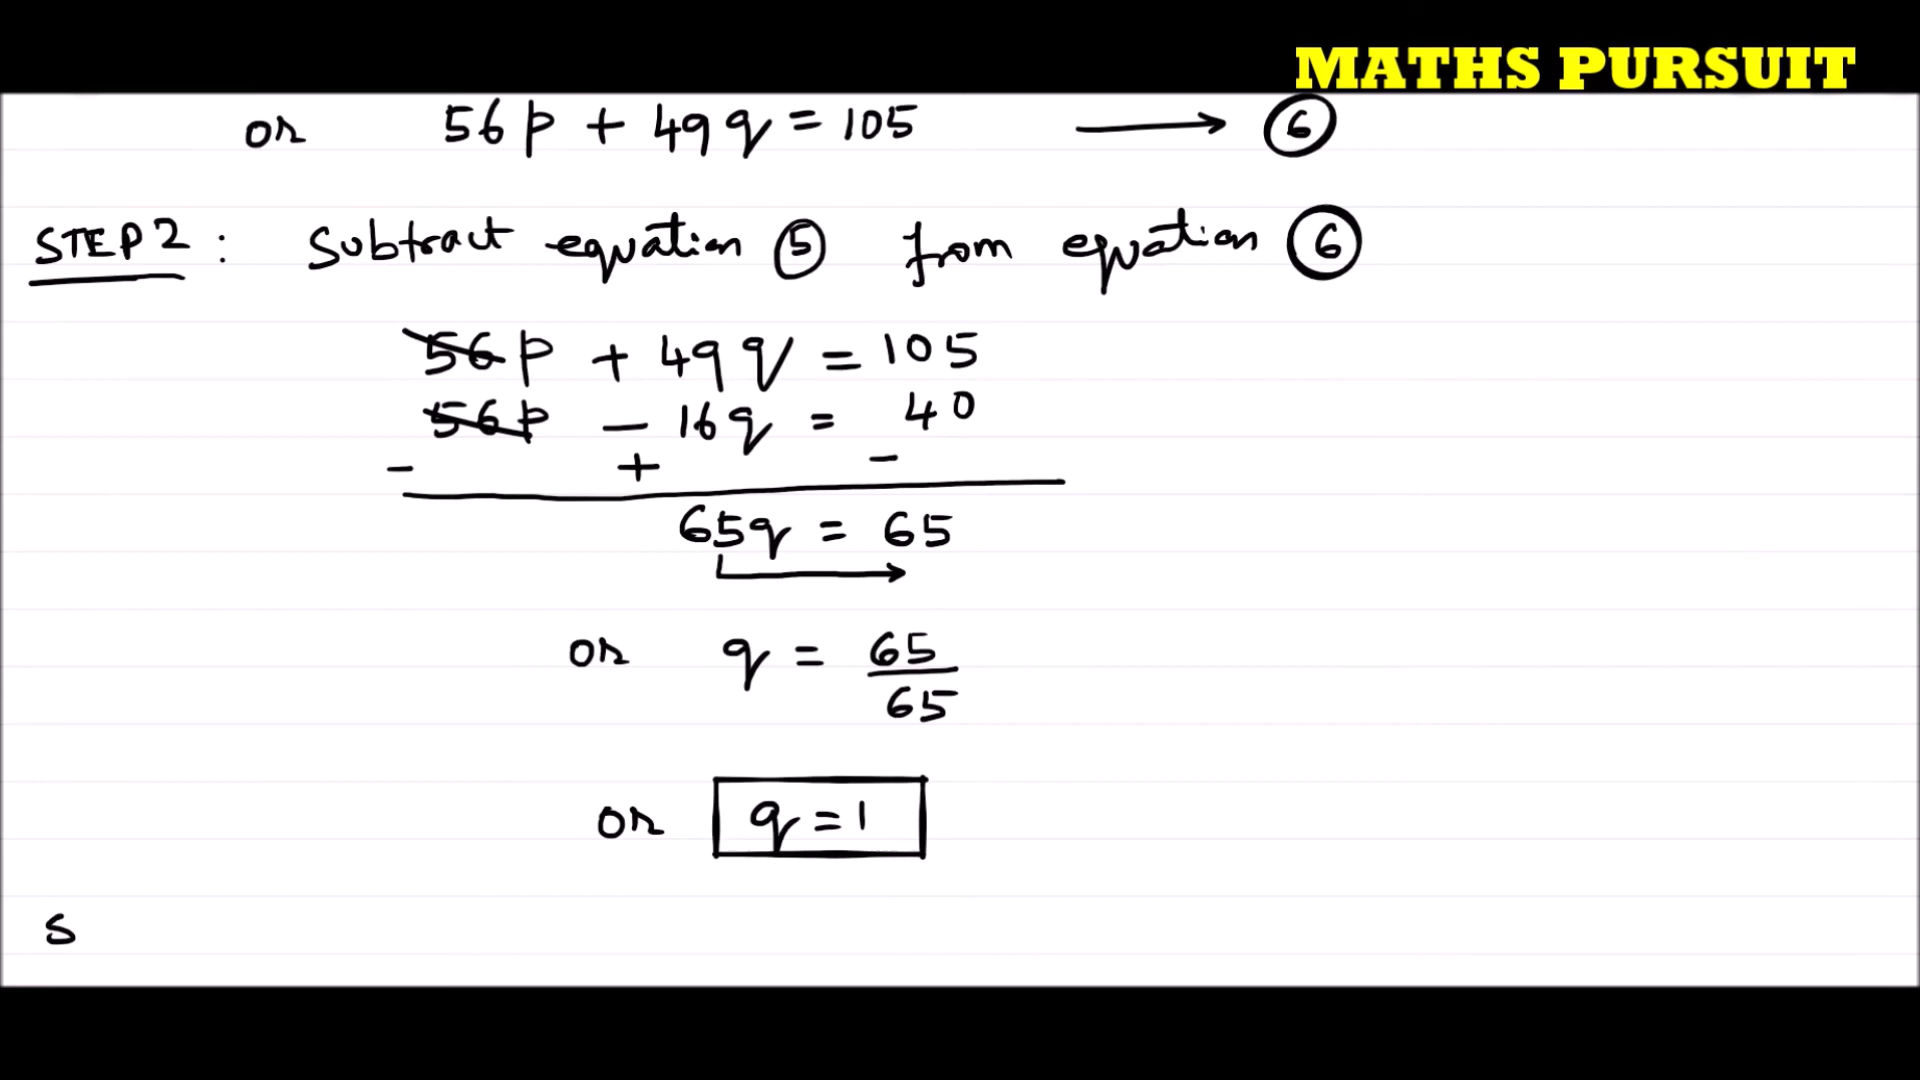 MATHS PURSUIT
or 56p + 49q = 105 → ⑥
STEP 2 : Subtract equation ⑤ from equation ⑥
56p + 49q = 105
56p − 16q = 40
− + −
65q = 65
or q = 65/65
or q = 1
S